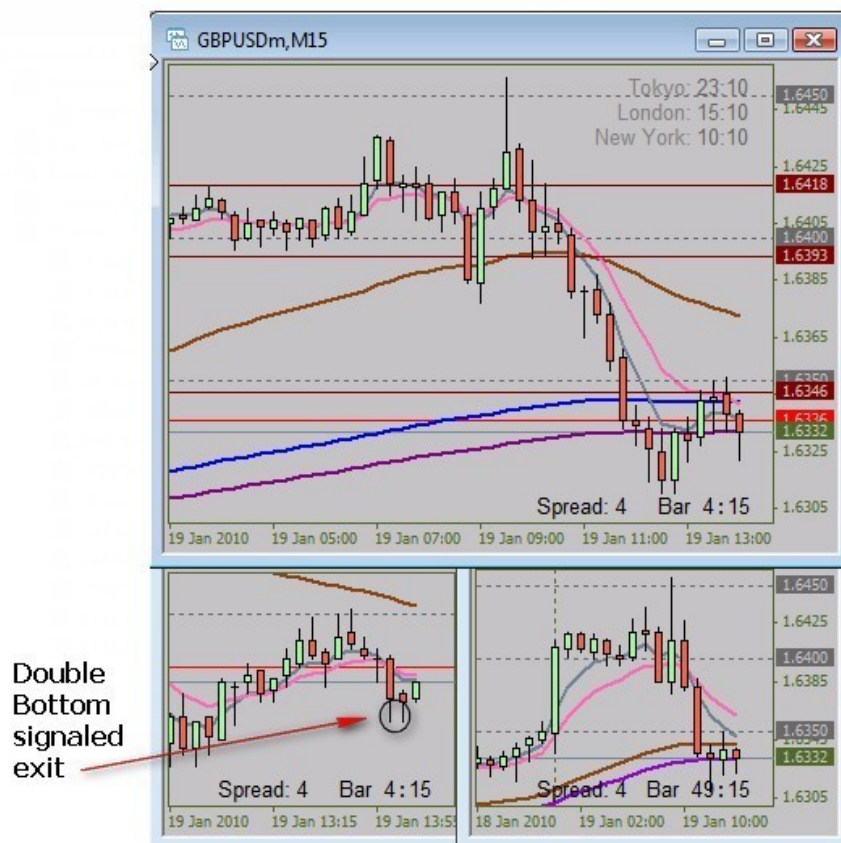 GBPUSDm,M15
Tokyo: 23:10
London: 15:10
New York: 10:10
1.6450
1.6445
1.6425
1.6418
1.6405
1.6400
1.6393
1.6385
1.6365
1.6350
1.6346
1.6336
1.6332
1.6325
1.6305
Spread: 4 Bar 4:15
19 Jan 2010 19 Jan 05:00 19 Jan 07:00 19 Jan 09:00 19 Jan 11:00 19 Jan 13:00
Double
Bottom
signaled
exit
Spread: 4 Bar 4:15
19 Jan 2010 19 Jan 13:15 19 Jan 13:55
1.6450
1.6425
1.6400
1.6385
1.6350
1.6345
1.6332
1.6305
Spread: 4 Bar 49:15
18 Jan 2010 19 Jan 02:00 19 Jan 10:00